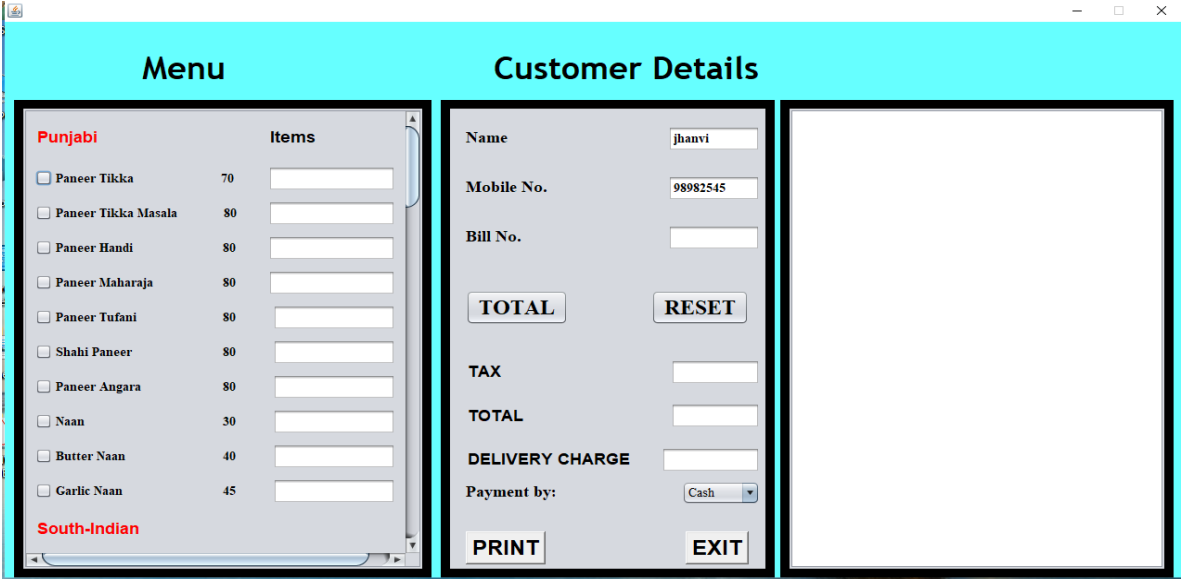 Menu
Customer Details
Punjabi Items
Paneer Tikka 70
Paneer Tikka Masala 80
Paneer Handi 80
Paneer Maharaja 80
Paneer Tufani 80
Shahi Paneer 80
Paneer Angara 80
Naan 30
Butter Naan 40
Garlic Naan 45
South-Indian
Name jhanvi
Mobile No. 98982545
Bill No.
TOTAL RESET
TAX
TOTAL
DELIVERY CHARGE
Payment by: Cash
PRINT EXIT